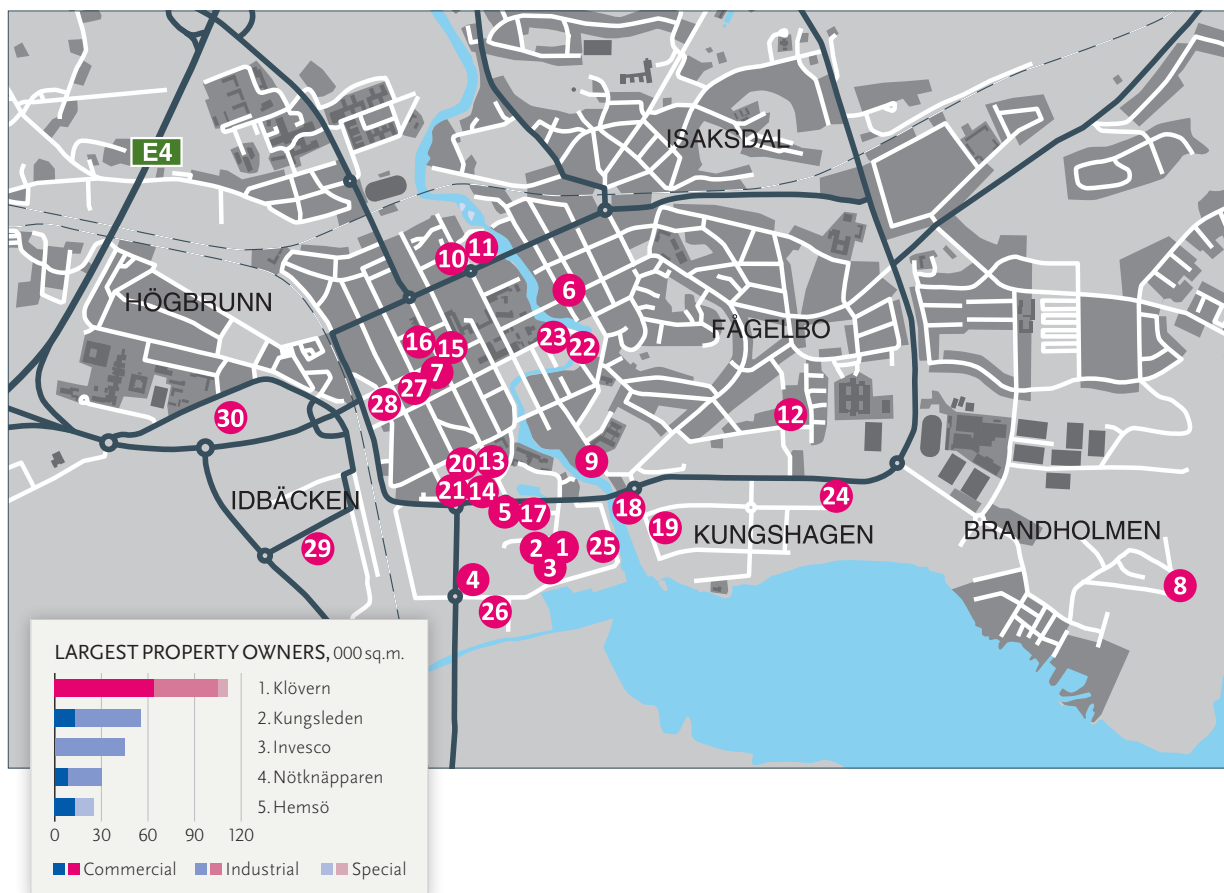 ISAKSDAL
E4
11
10
6
HÖGBRUNN
23
FÅGELBO
16
15
22
7
27
28
12
30
20
13
9
21
14
24
IDBÄCKEN
5
17
18
19
KUNGSHAGEN
BRANDHOLMEN
29
2
1
25
3
4
8
26
LARGEST PROPERTY OWNERS, 000 sq.m.
1. Klövern
2. Kungsleden
3. Invesco
4. Nötknäpparen
5. Hemsö
0 30 60 90 120
Commercial Industrial Special